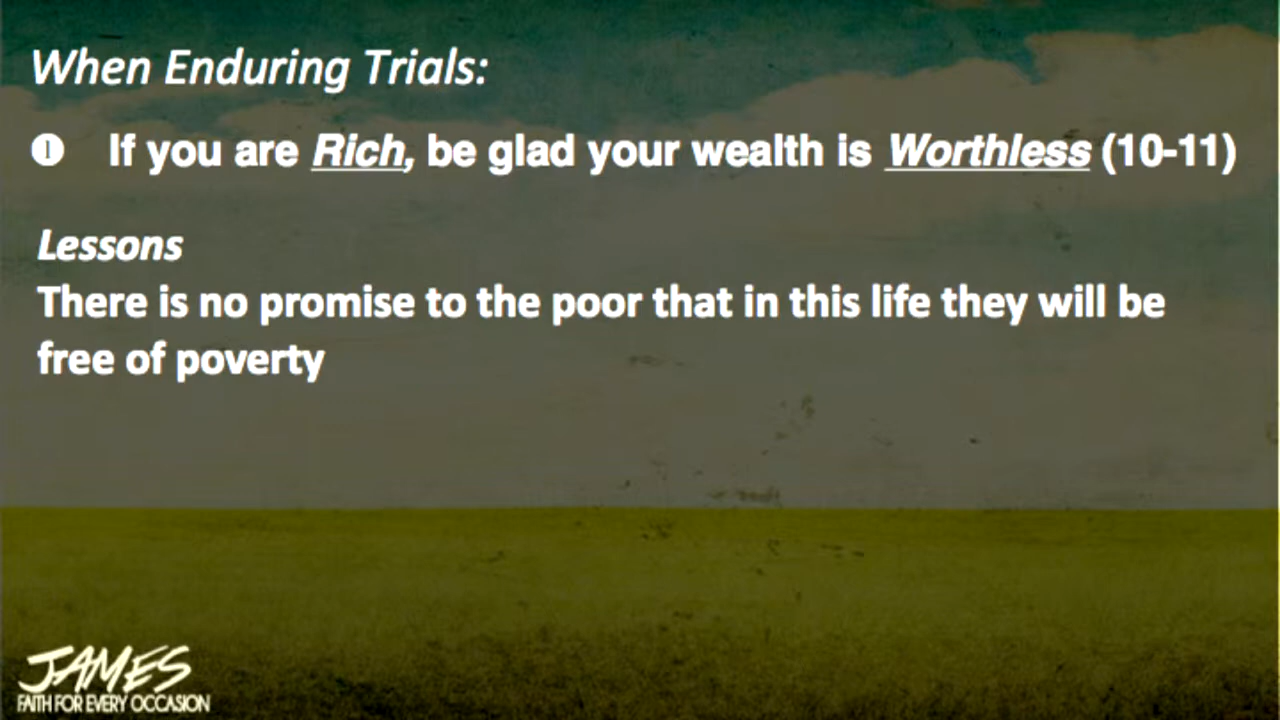 When Enduring Trials:
❶ If you are Rich, be glad your wealth is Worthless (10-11)
Lessons
There is no promise to the poor that in this life they will be
free of poverty
JAMES
FAITH FOR EVERY OCCASION